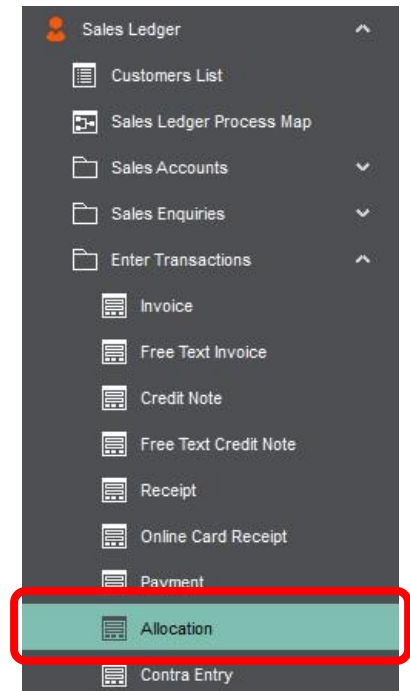 Sales Ledger
Customers List
Sales Ledger Process Map
Sales Accounts
Sales Enquiries
Enter Transactions
Invoice
Free Text Invoice
Credit Note
Free Text Credit Note
Receipt
Online Card Receipt
Payment
Allocation
Contra Entry